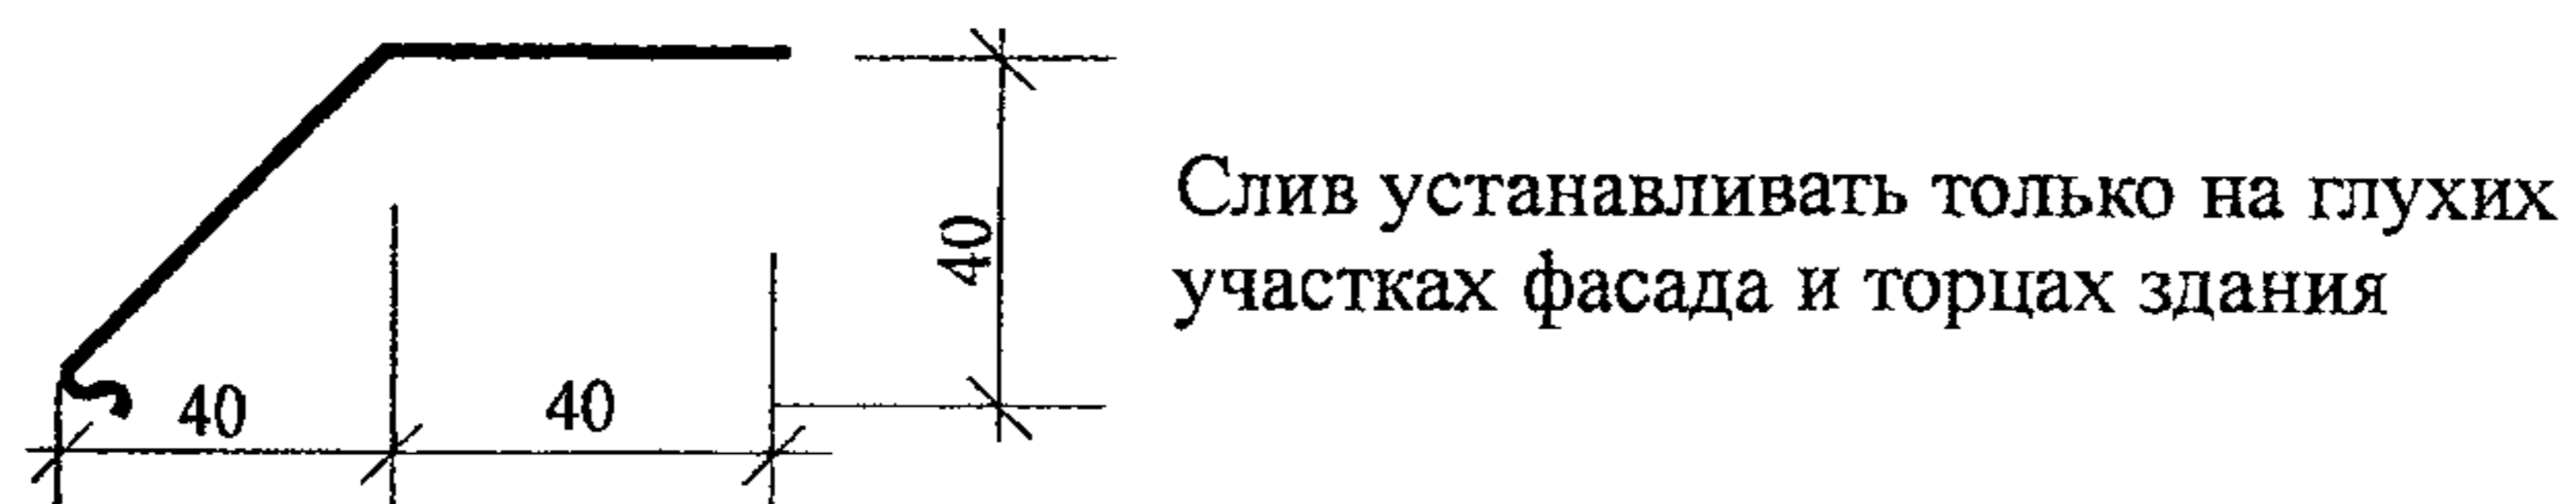 40
Слив устанавливать только на глухих
участках фасада и торцах здания
40 40